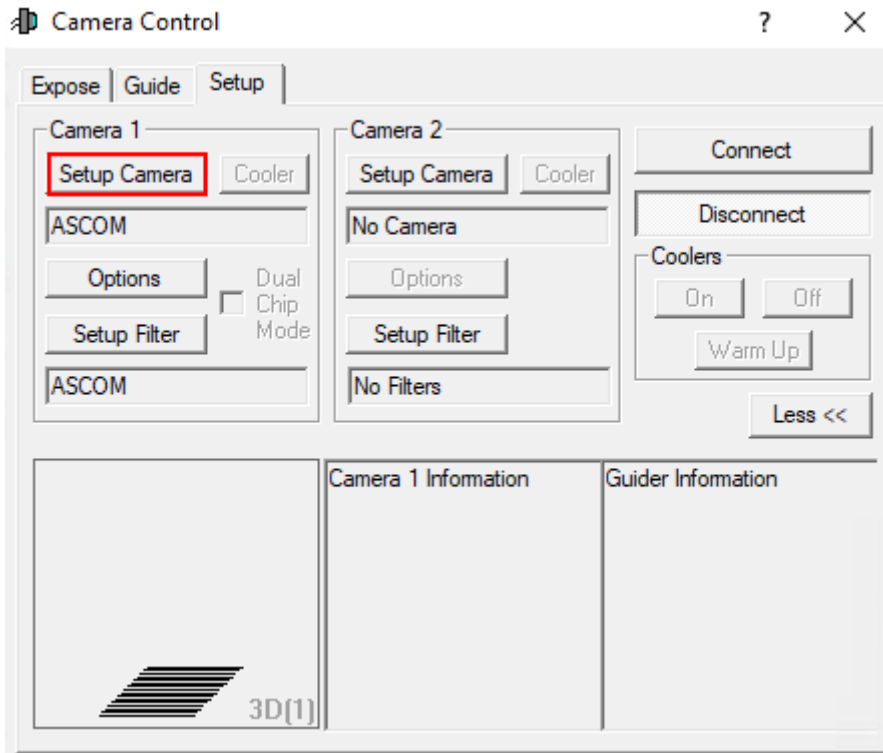 Camera Control
?
Expose
Guide
Setup
Camera 1
Setup Camera
Cooler
ASCOM
Options
Dual
Chip
Mode
Setup Filter
ASCOM
Camera 2
Setup Camera
Cooler
No Camera
Options
Setup Filter
No Filters
Connect
Disconnect
Coolers
On
Off
Warm Up
Less <<
3D(1)
Camera 1 Information
Guider Information